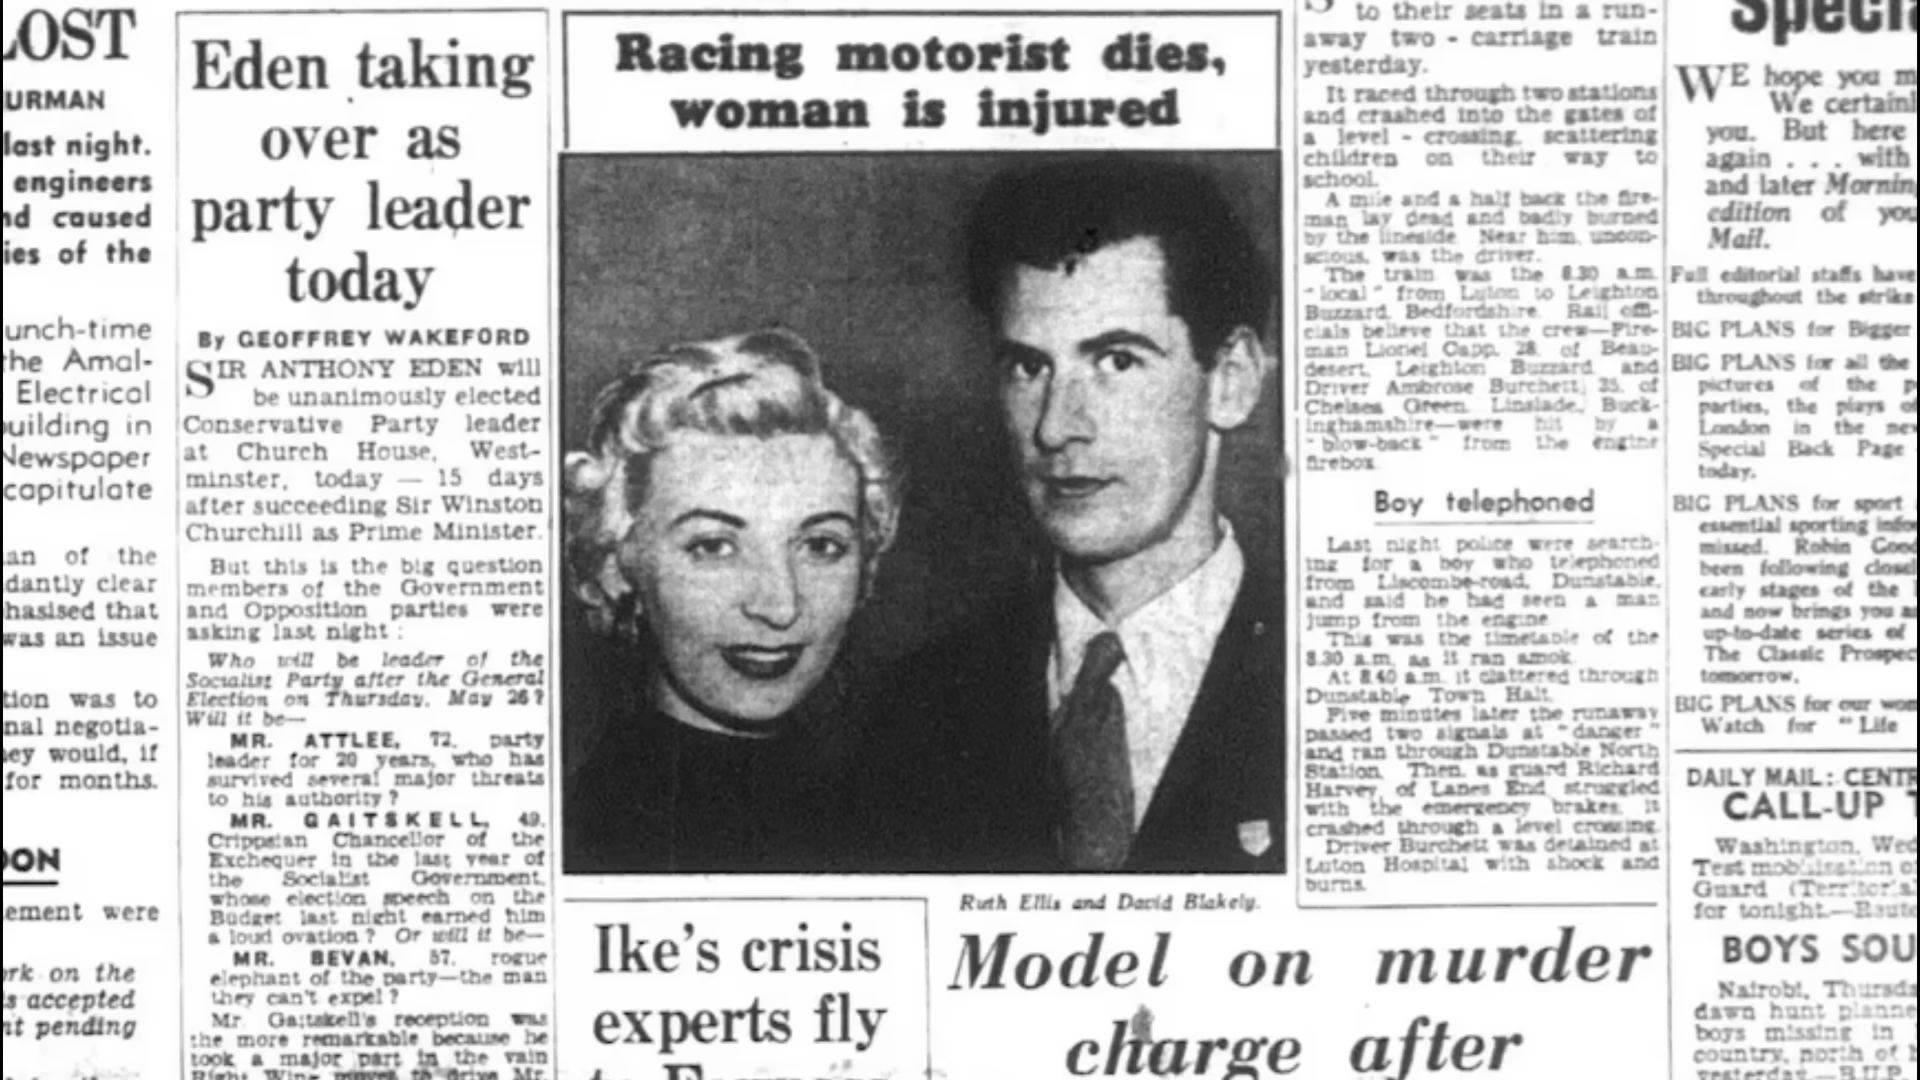 LOST
URMAN
last night.
engineers
nd caused
ies of the
unch-time
the Amal-
Electrical
uilding in
Newspaper
capitulate
an of the
dantly clear
hasised that
was an issue
tion was to
nal negotia-
ney would, if
for months.
DON
ement were
ork on the
s accepted
nt pending
Eden taking
over as
party leader
today
By GEOFFREY WAKEFORD
SIR ANTHONY EDEN will
be unanimously elected
Conservative Party leader
at Church House, West-
minster, today — 15 days
after succeeding Sir Winston
Churchill as Prime Minister.
But this is the big question
members of the Government
and Opposition parties were
asking last night :
Who will be leader of the
Socialist Party after the General
Election on Thursday, May 26?
Will it be—
MR. ATTLEE, 72, party
leader for 20 years, who has
survived several major threats
to his authority?
MR. GAITSKELL, 49,
Crippsian Chancellor of the
Exchequer in the last year of
the Socialist Government,
whose election speech on the
Budget last night earned him
a loud ovation? Or will it be—
MR. BEVAN, 57, rogue
elephant of the party—the man
they can't expel?
Mr. Gaitskell's reception was
the more remarkable because he
took a major part in the vain
Right Wing moves to drive Mr.
Racing motorist dies,
woman is injured
Ruth Ellis and David Blakely.
Ike's crisis
experts fly
to Formosa
Model on murder
charge after
to their seats in a run-
away two - carriage train
yesterday.
It raced through two stations
and crashed into the gates of
a level - crossing, scattering
children on their way to
school.
A mile and a half back the fire-
man lay dead and badly burned
by the lineside. Near him, uncon-
scious, was the driver.
The train was the 8.30 a.m.
"local" from Luton to Leighton
Buzzard, Bedfordshire. Rail offi-
cials believe that the crew—Fire-
man Lionel Capp, 28, of Beau-
desert, Leighton Buzzard, and
Driver Ambrose Burchett, 35, of
Chelsea Green, Linslade, Buck-
inghamshire—were hit by a
"blow-back" from the engine
firebox.
Boy telephoned
Last night police were search-
ing for a boy who telephoned
from Liscombe-road, Dunstable,
and said he had seen a man
jump from the engine.
This was the timetable of the
8.30 a.m. as it ran amok.
At 8.40 a.m. it clattered through
Dunstable Town Halt.
Five minutes later the runaway
passed two signals at "danger"
and ran through Dunstable North
Station. Then, as guard Richard
Harvey, of Lanes End struggled
with the emergency brakes, it
crashed through a level crossing.
Driver Burchett was detained at
Luton Hospital with shock and
burns.
Speci
WE hope you m
We certainl
you. But here
again . . . with
and later Mornin
edition of you
Mail.
Full editorial staffs have
throughout the strike
BIG PLANS for Bigger
BIG PLANS for all the
pictures of the p
parties, the plays of
London in the nev
Special Back Page
today.
BIG PLANS for sport
essential sporting info
missed. Robin Good
been following closel
early stages of the
and now brings you a
up-to-date series of
The Classic Prospec
tomorrow.
BIG PLANS for our wom
Watch for "Life
DAILY MAIL: CENTR
CALL-UP T
Washington, Wed
Test mobilisation o
Guard (Territorial
for tonight.—Reute
BOYS SOU
Nairobi, Thursda
dawn hunt planne
boys missing in
country, north of
yesterday.—B.U.P.